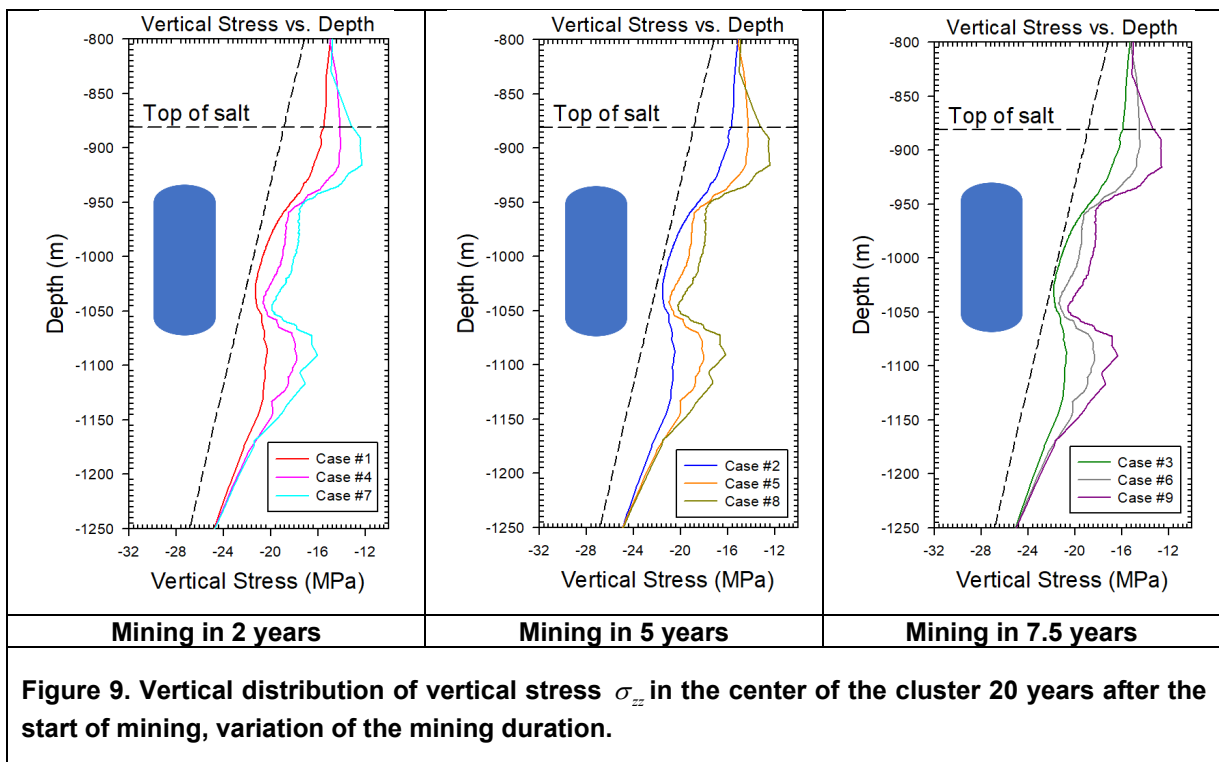 Vertical Stress vs. Depth
-800
-850
-900
-950
-1000
-1050
-1100
-1150
-1200
-1250
Depth (m)
Top of salt
Case #1
Case #4
Case #7
-32 -28 -24 -20 -16 -12
Vertical Stress (MPa)
Mining in 2 years
Vertical Stress vs. Depth
-800
-850
-900
-950
-1000
-1050
-1100
-1150
-1200
-1250
Depth (m)
Top of salt
Case #2
Case #5
Case #8
-32 -28 -24 -20 -16 -12
Vertical Stress (MPa)
Mining in 5 years
Vertical Stress vs. Depth
-800
-850
-900
-950
-1000
-1050
-1100
-1150
-1200
-1250
Depth (m)
Top of salt
Case #3
Case #6
Case #9
-32 -28 -24 -20 -16 -12
Vertical Stress (MPa)
Mining in 7.5 years
Figure 9. Vertical distribution of vertical stress σzz in the center of the cluster 20 years after the
start of mining, variation of the mining duration.